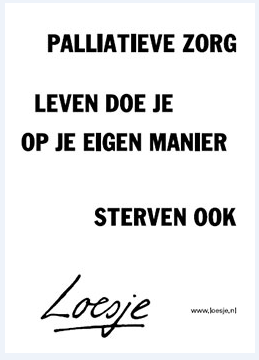 PALLIATIEVE ZORG
LEVEN DOE JE
OP JE EIGEN MANIER
STERVEN OOK
Loesje
www.loesje.nl